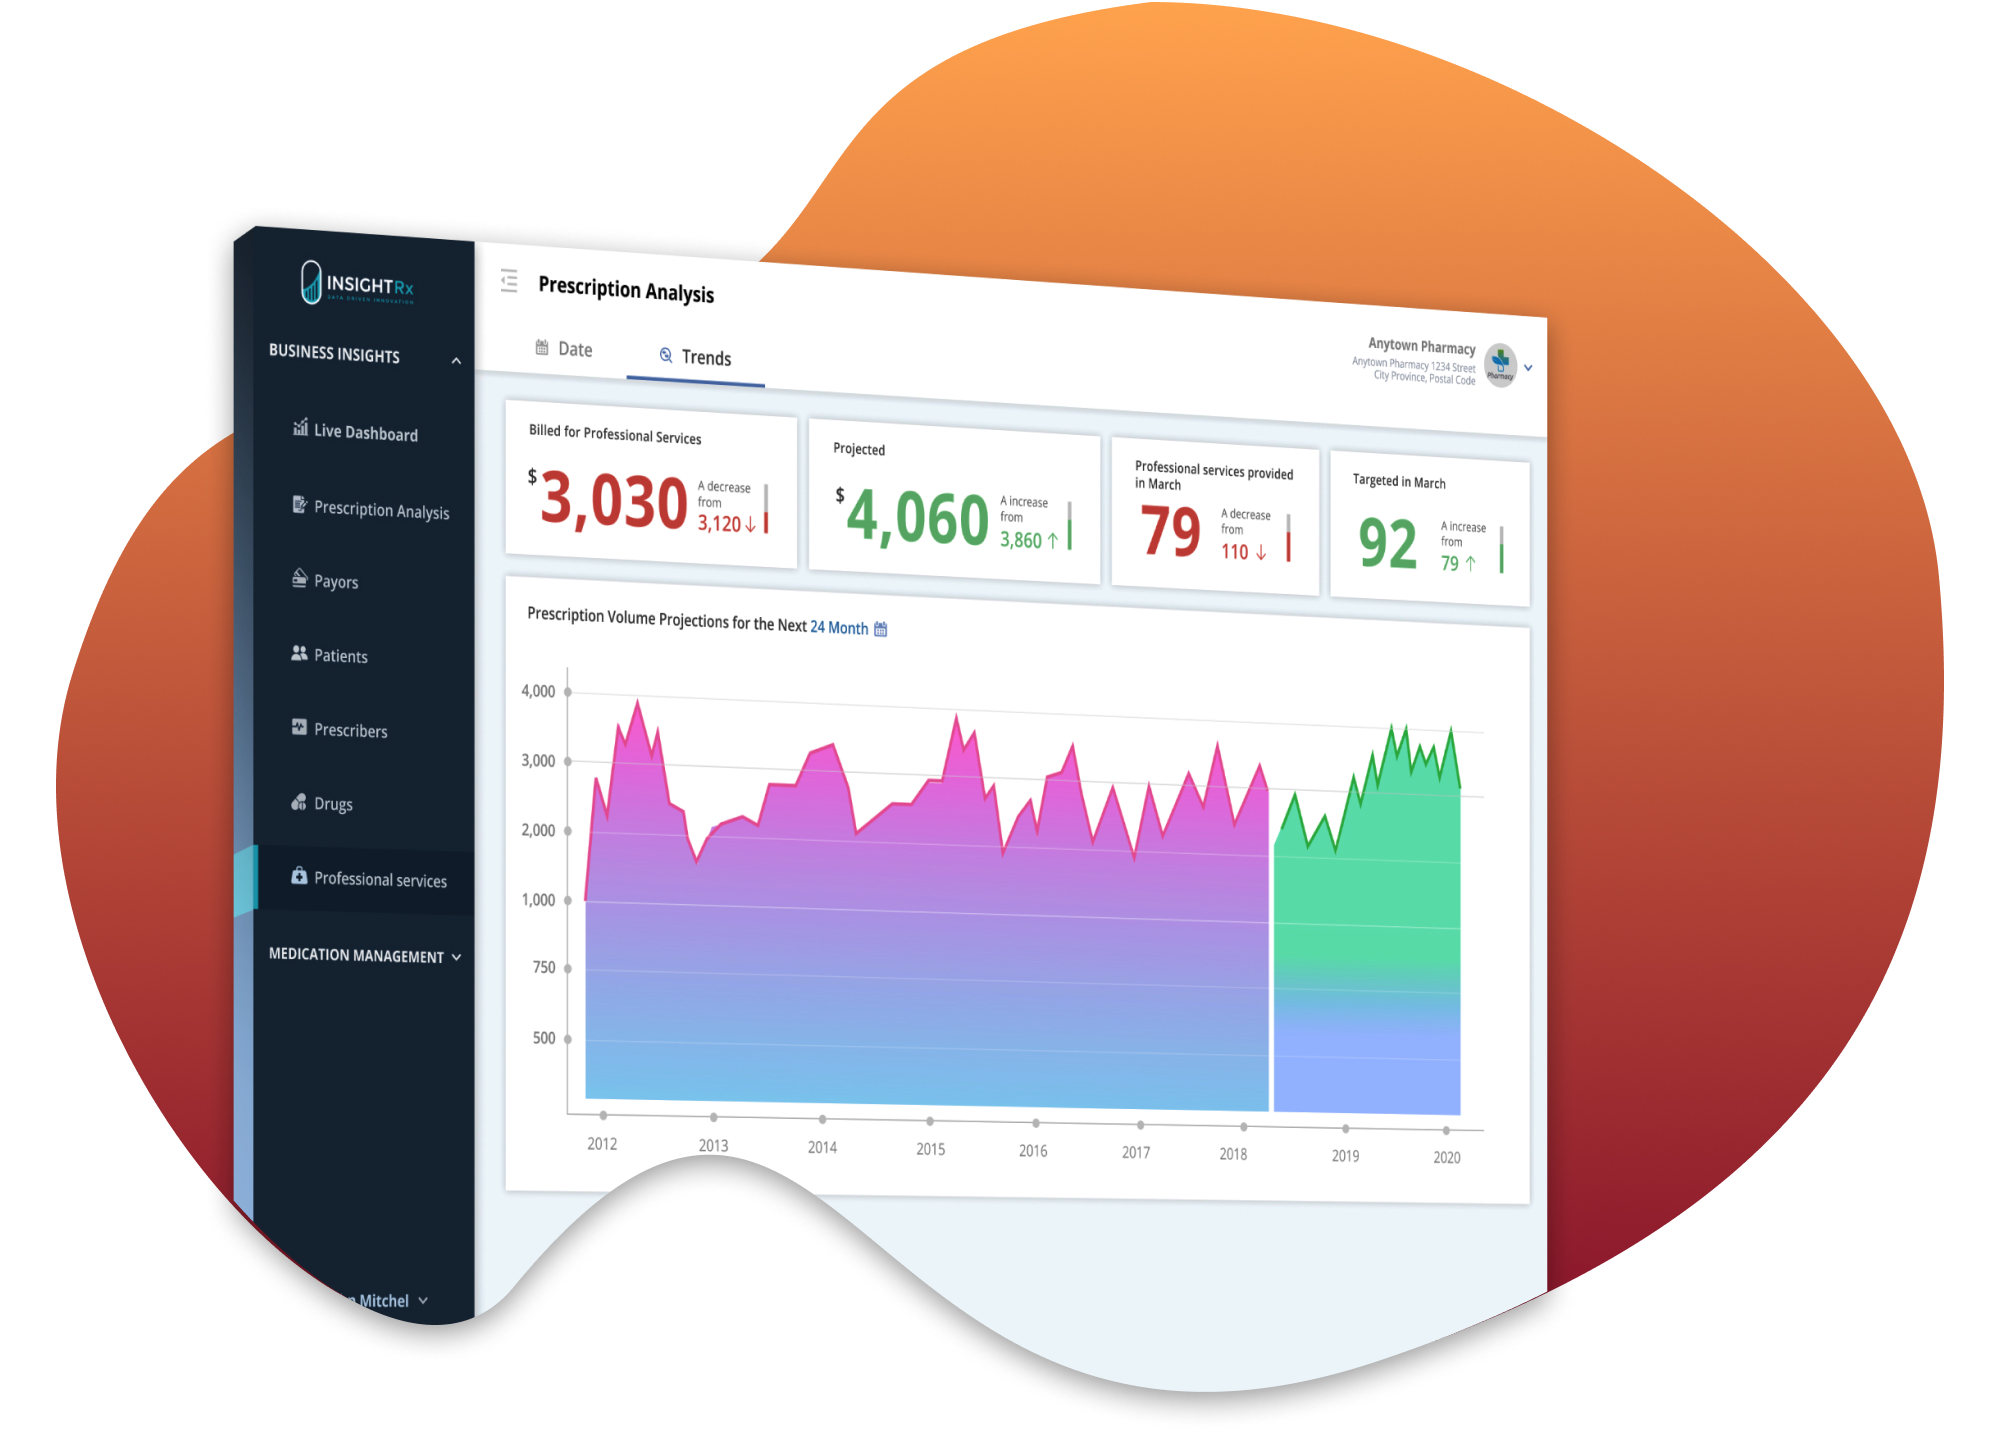 INSIGHTRx
DATA DRIVEN INNOVATION
BUSINESS INSIGHTS
Live Dashboard
Prescription Analysis
Payors
Patients
Prescribers
Drugs
Professional services
MEDICATION MANAGEMENT
Mitchel
Prescription Analysis
Date
Trends
Anytown Pharmacy
Anytown Pharmacy 1234 Street
City Province, Postal Code
Pharmacy
Billed for Professional Services
$ 3,030
A decrease
from
3,120 ↓
Projected
$ 4,060
A increase
from
3,860 ↑
Professional services provided
in March
79
A decrease
from
110 ↓
Targeted in March
92
A increase
from
79 ↑
Prescription Volume Projections for the Next 24 Month
4,000
3,000
2,000
1,000
750
500
2012
2013
2014
2015
2016
2017
2018
2019
2020